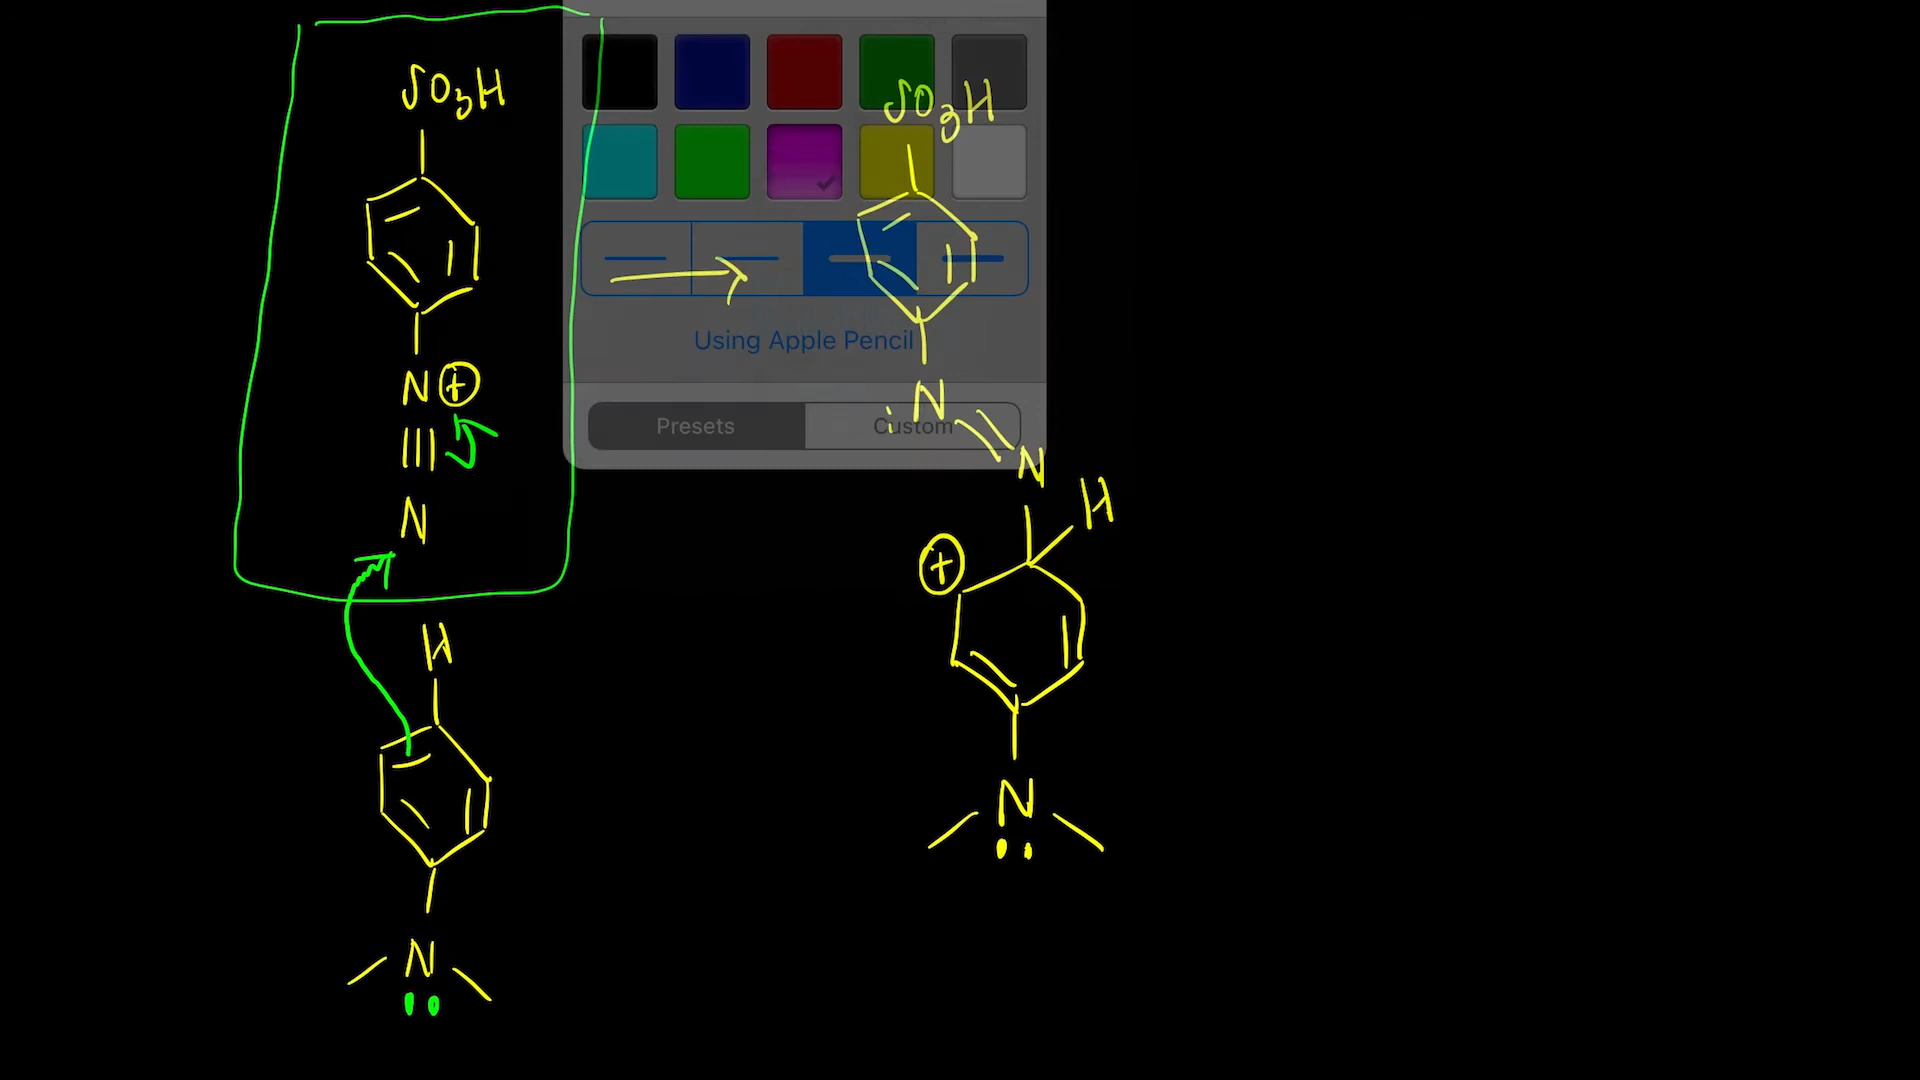 SO3H
N+
N
H
N
SO3H
N
N
H
+
N
Using Apple Pencil
Presets
Custom